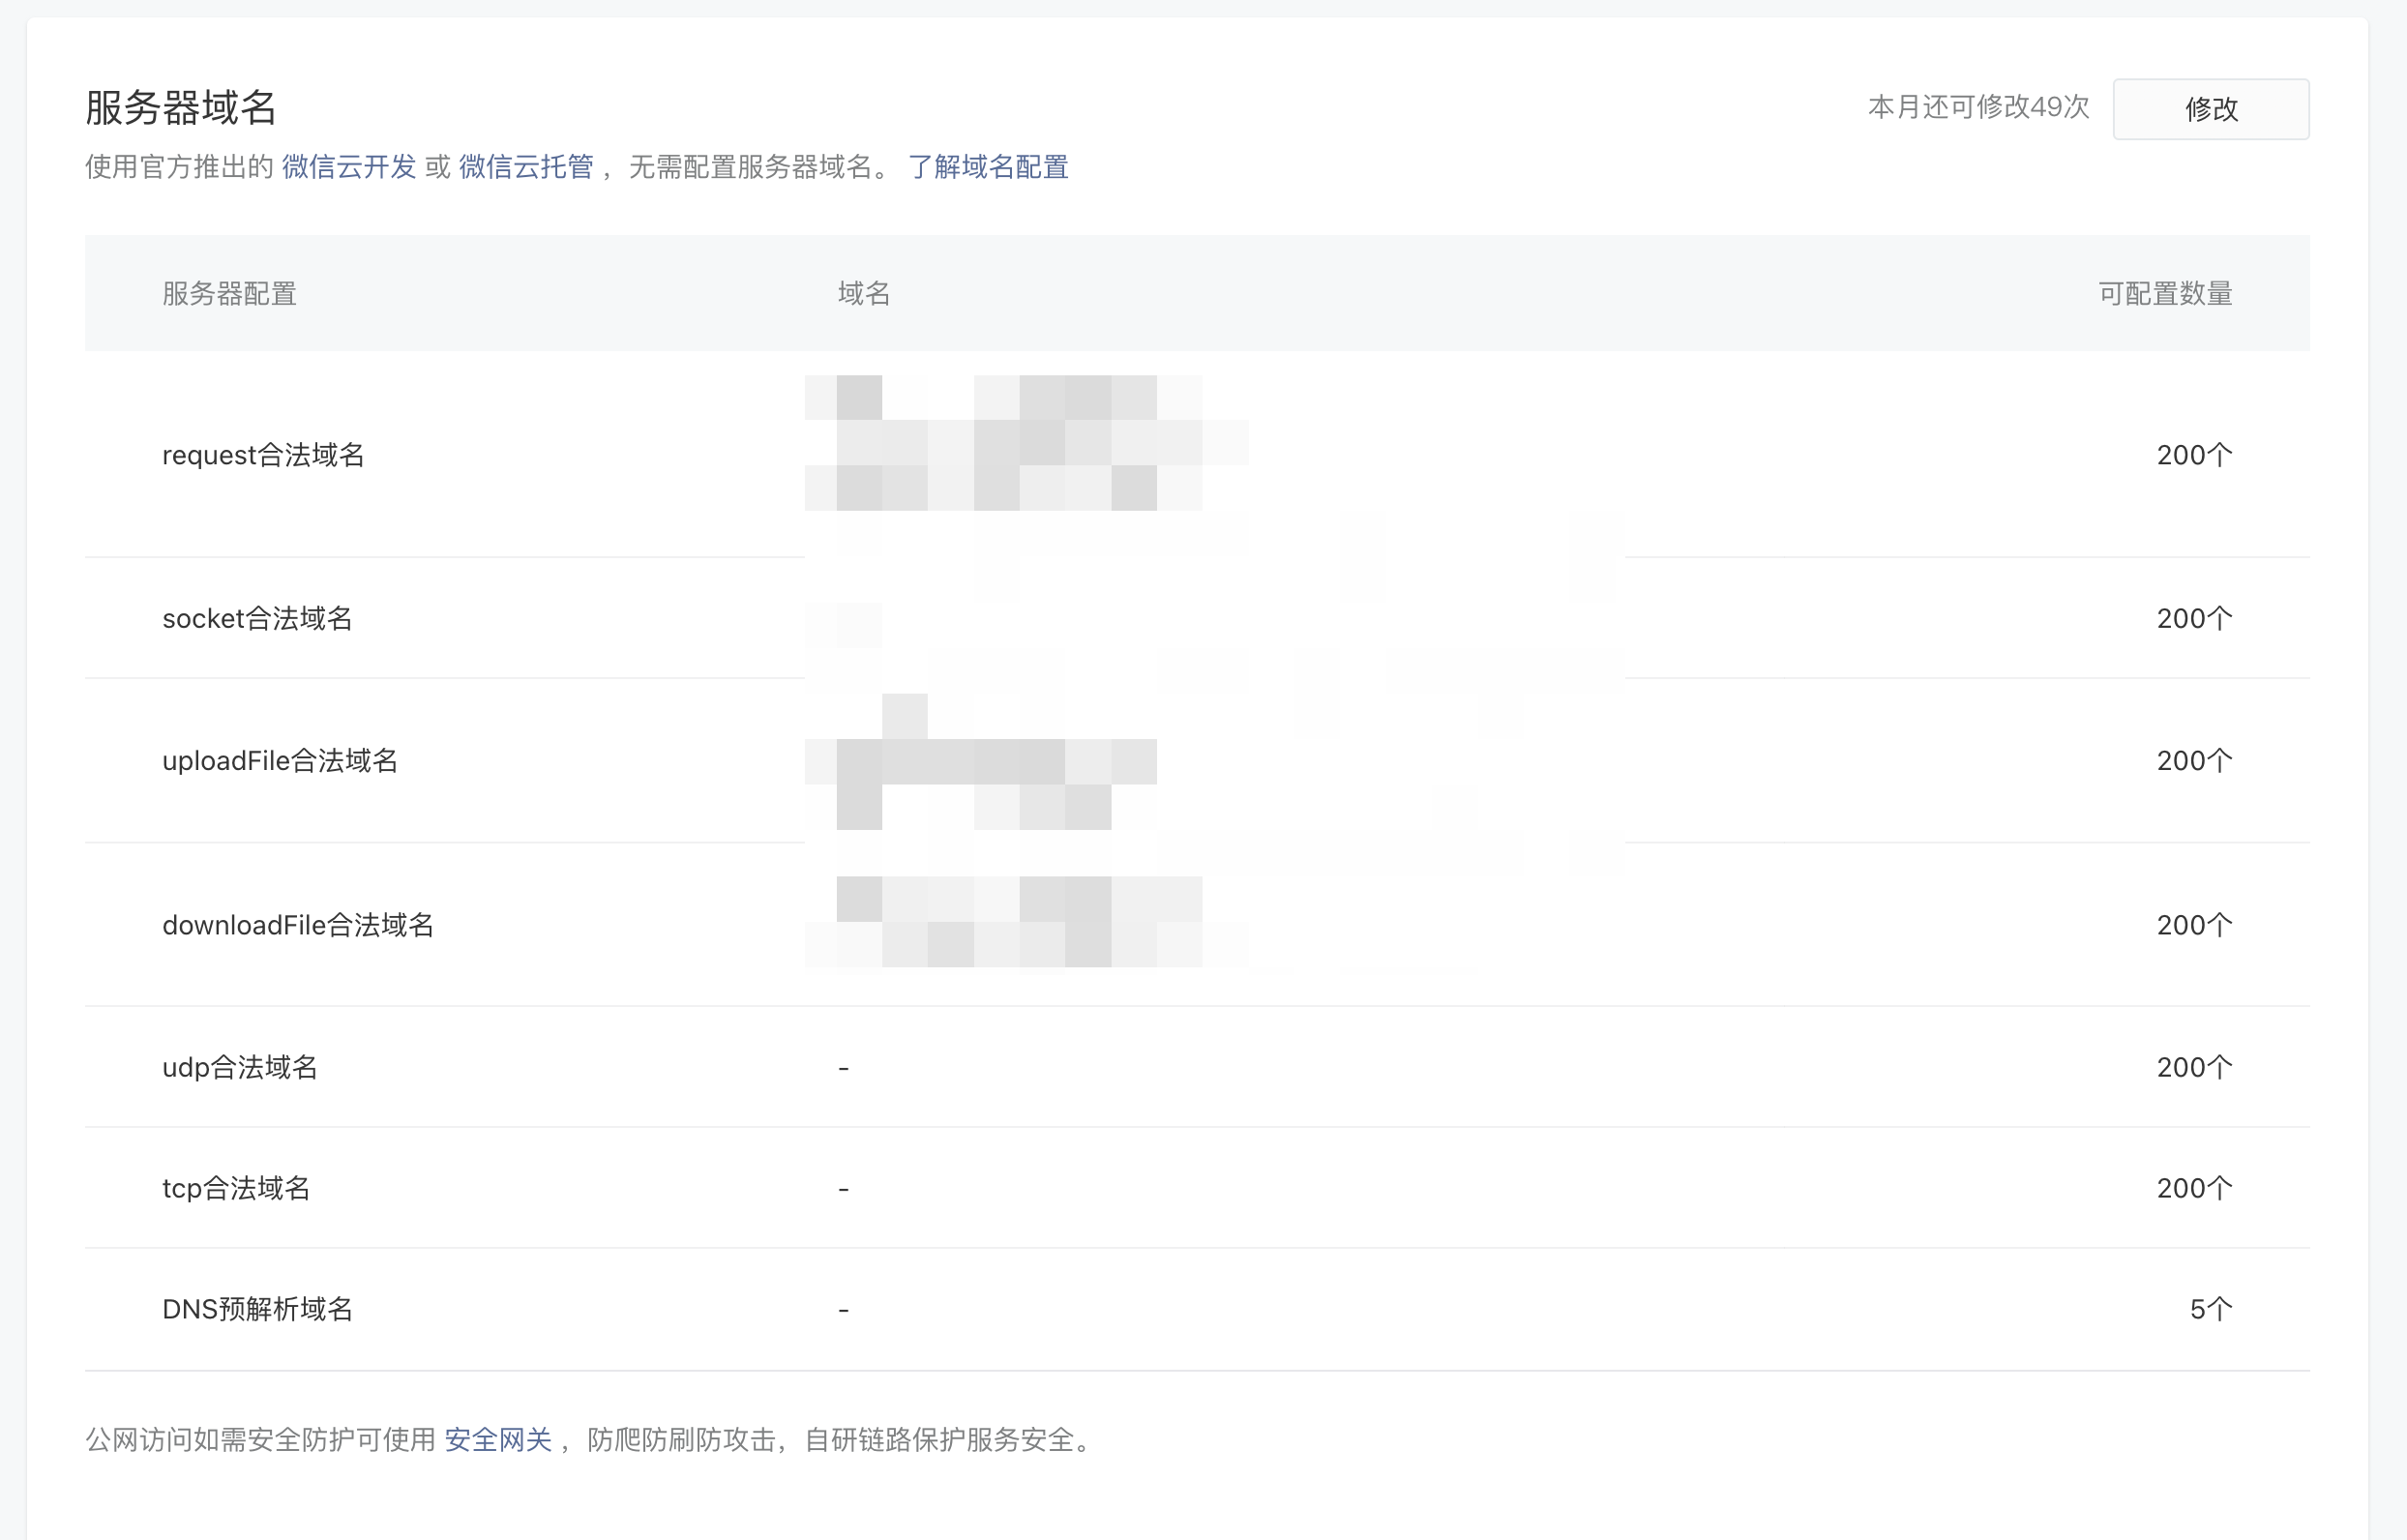 服务器域名
本月还可修改49次 修改
使用官方推出的 微信云开发 或 微信云托管 ，无需配置服务器域名。 了解域名配置
服务器配置 域名 可配置数量
request合法域名 200个
socket合法域名 200个
uploadFile合法域名 200个
downloadFile合法域名 200个
udp合法域名 - 200个
tcp合法域名 - 200个
DNS预解析域名 - 5个
公网访问如需安全防护可使用 安全网关 ，防爬防刷防攻击，自研链路保护服务安全。